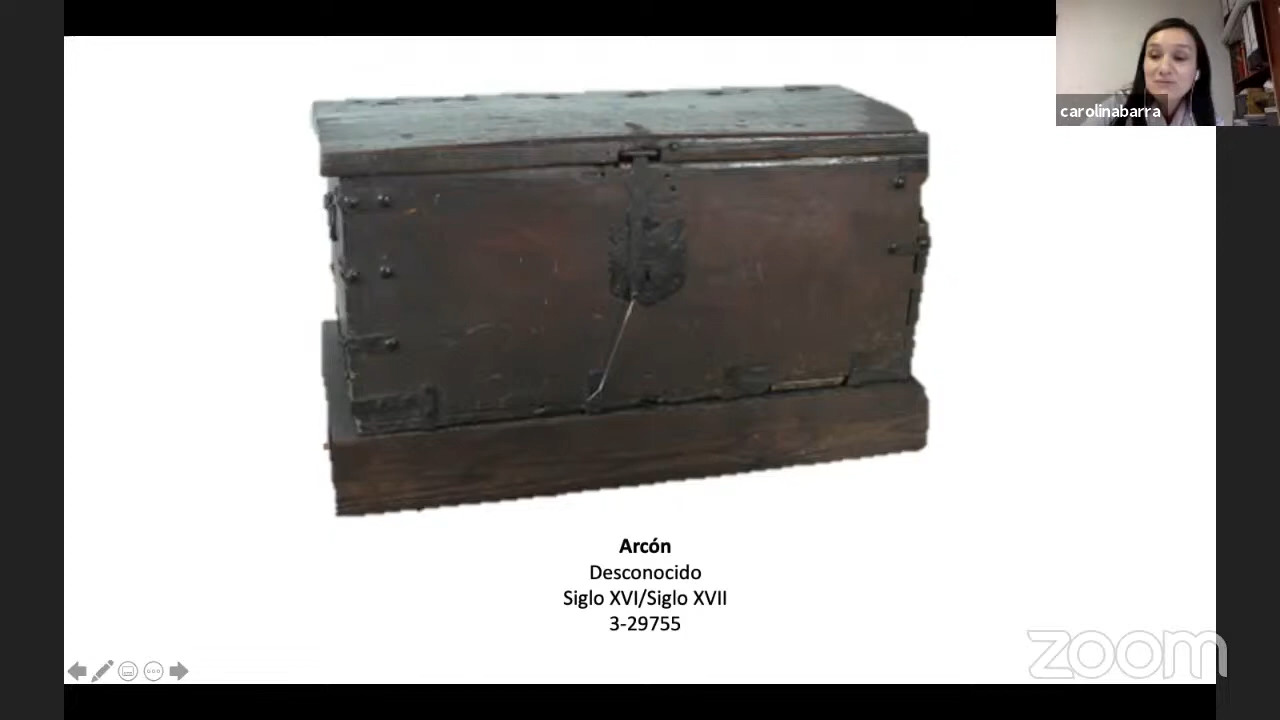 carolinabarra
Arcón
Desconocido
Siglo XVI/Siglo XVII
3-29755
zoom